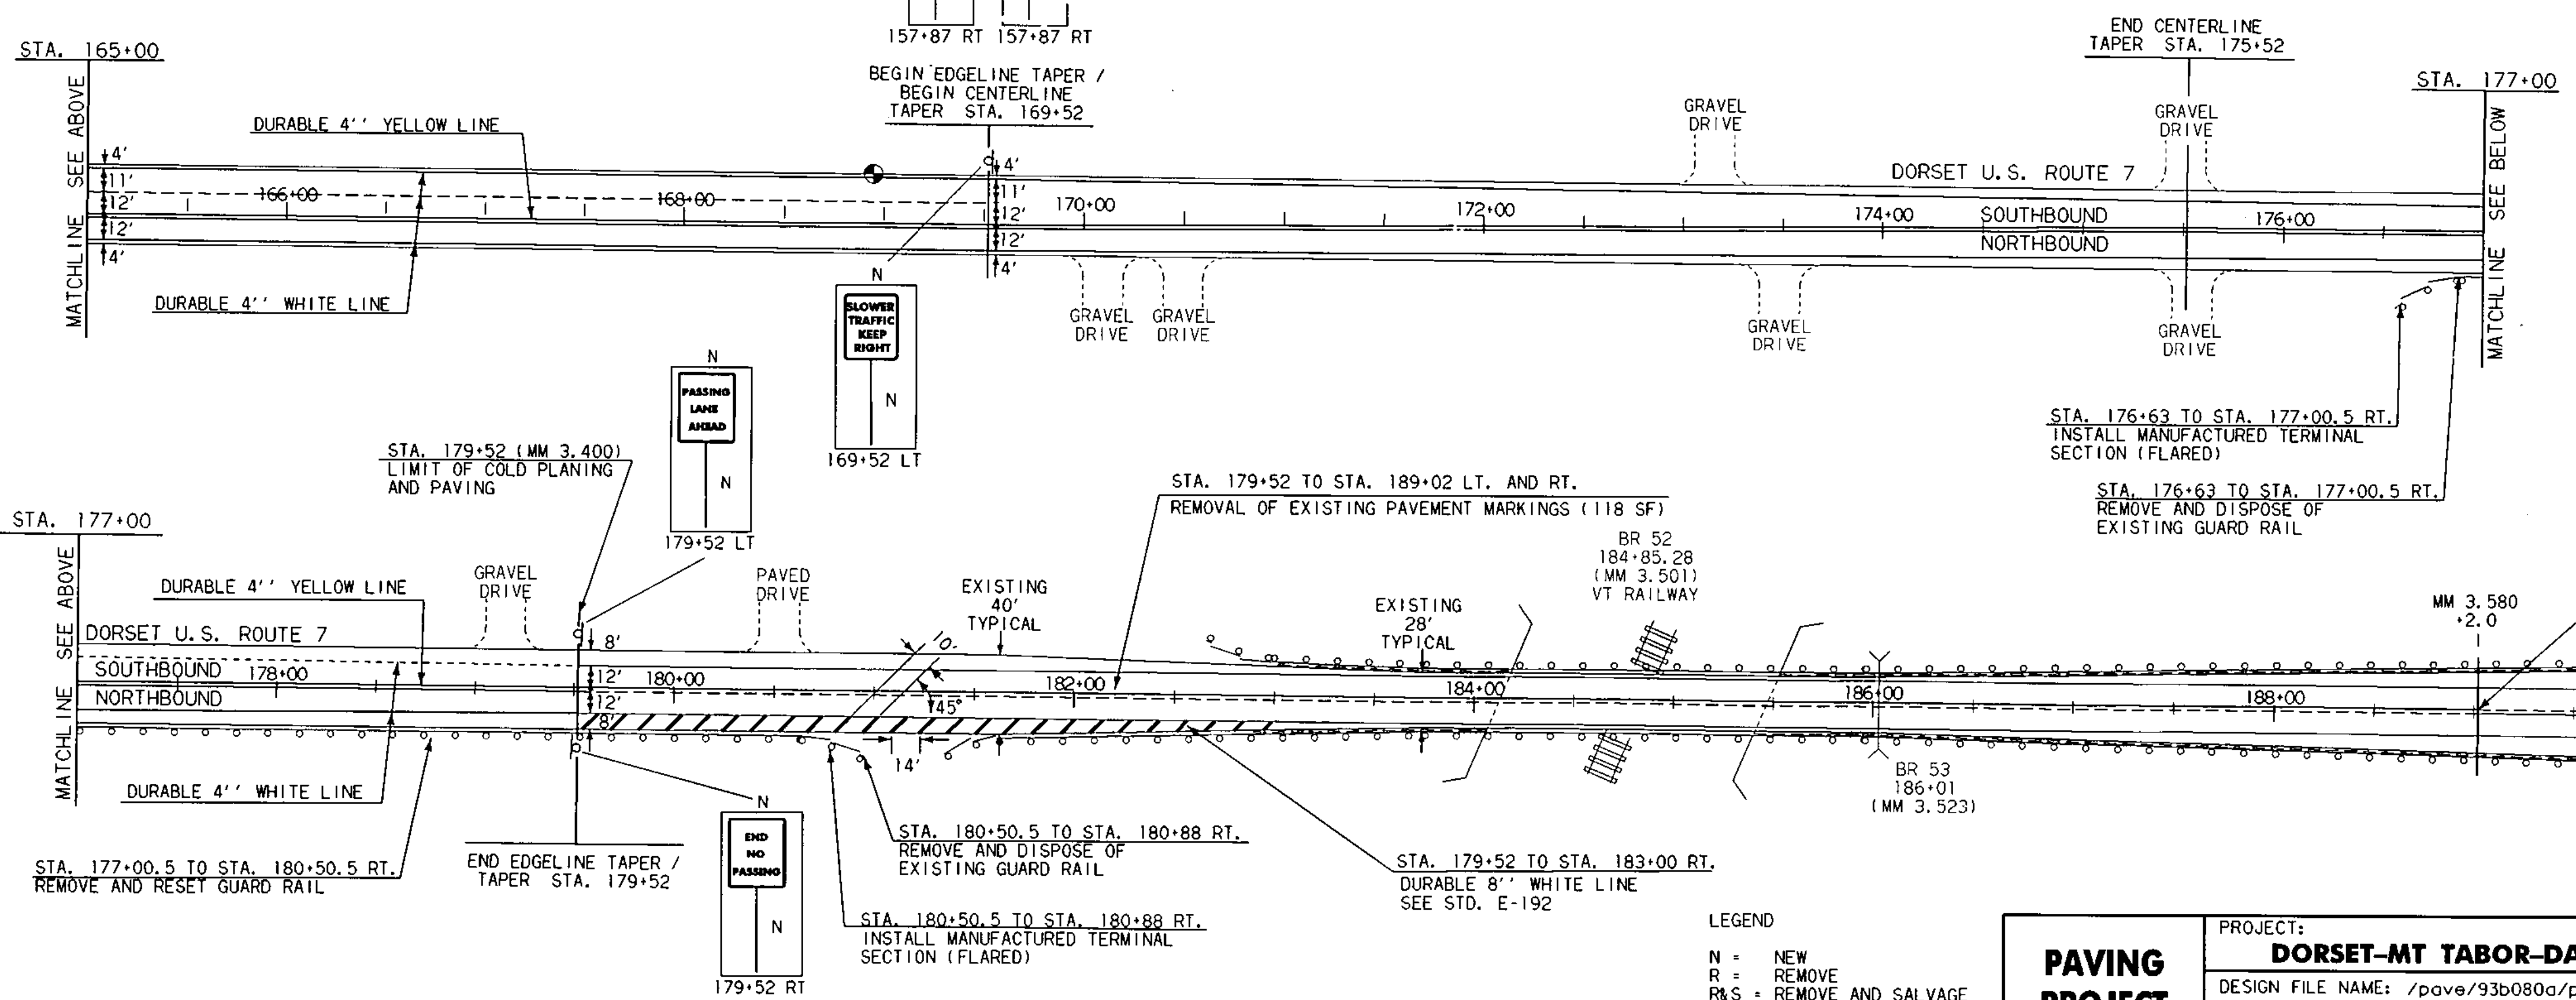 157+87 RT 157+87 RT
STA. 165+00
MATCHLINE SEE ABOVE
BEGIN EDGELINE TAPER /
BEGIN CENTERLINE
TAPER STA. 169+52
END CENTERLINE
TAPER STA. 175+52
STA. 177+00
MATCHLINE SEE BELOW
DURABLE 4'' YELLOW LINE
DURABLE 4'' WHITE LINE
4'
11'
12'
12'
4'
166+00
168+00
4'
11'
12'
12'
4'
170+00
172+00
174+00
176+00
GRAVEL
DRIVE
GRAVEL
DRIVE
DORSET U.S. ROUTE 7
SOUTHBOUND
NORTHBOUND
GRAVEL
DRIVE
GRAVEL
DRIVE
GRAVEL
DRIVE
GRAVEL
DRIVE
N
SLOWER
TRAFFIC
KEEP
RIGHT
N
169+52 LT
STA. 176+63 TO STA. 177+00.5 RT.
INSTALL MANUFACTURED TERMINAL
SECTION (FLARED)
STA. 176+63 TO STA. 177+00.5 RT.
REMOVE AND DISPOSE OF
EXISTING GUARD RAIL
N
PASSING
LANE
AHEAD
N
179+52 LT
STA. 179+52 (MM 3.400)
LIMIT OF COLD PLANING
AND PAVING
STA. 179+52 TO STA. 189+02 LT. AND RT.
REMOVAL OF EXISTING PAVEMENT MARKINGS (118 SF)
STA. 177+00
MATCHLINE SEE ABOVE
DURABLE 4'' YELLOW LINE
GRAVEL
DRIVE
PAVED
DRIVE
EXISTING
40'
TYPICAL
EXISTING
28'
TYPICAL
BR 52
184+85.28
(MM 3.501)
VT RAILWAY
MM 3.580
+2.0
DORSET U.S. ROUTE 7
SOUTHBOUND
NORTHBOUND
178+00
8'
12'
12'
8'
180+00
10'
45°
14'
182+00
184+00
186+00
188+00
BR 53
186+01
(MM 3.523)
DURABLE 4'' WHITE LINE
STA. 177+00.5 TO STA. 180+50.5 RT.
REMOVE AND RESET GUARD RAIL
END EDGELINE TAPER /
TAPER STA. 179+52
N
END
NO
PASSING
N
179+52 RT
STA. 180+50.5 TO STA. 180+88 RT.
REMOVE AND DISPOSE OF
EXISTING GUARD RAIL
STA. 180+50.5 TO STA. 180+88 RT.
INSTALL MANUFACTURED TERMINAL
SECTION (FLARED)
STA. 179+52 TO STA. 183+00 RT.
DURABLE 8'' WHITE LINE
SEE STD. E-192
LEGEND
N = NEW
R = REMOVE
R&S = REMOVE AND SALVAGE
PAVING
PROJECT
PROJECT:
DORSET–MT TABOR–DA
DESIGN FILE NAME: /pave/93b080a/